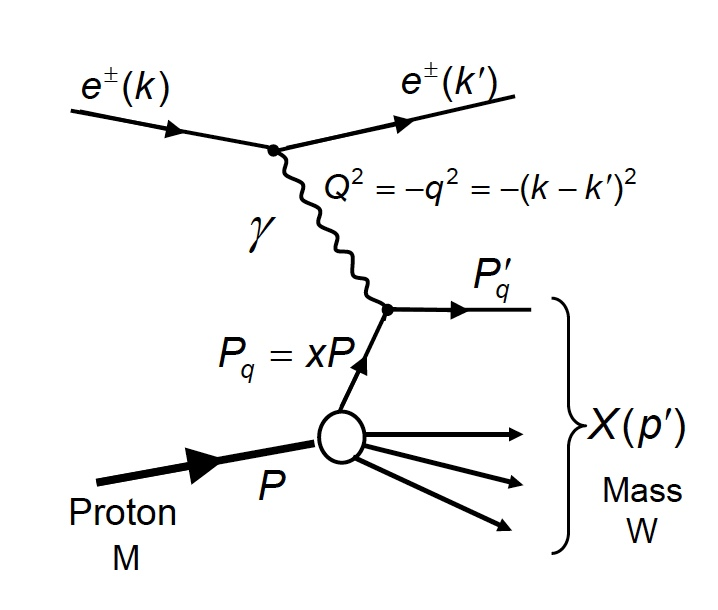 e±(k)
e±(k′)
Q² = −q² = −(k − k′)²
γ
P′q
Pq = xP
X(p′)
P
Proton
M
Mass
W